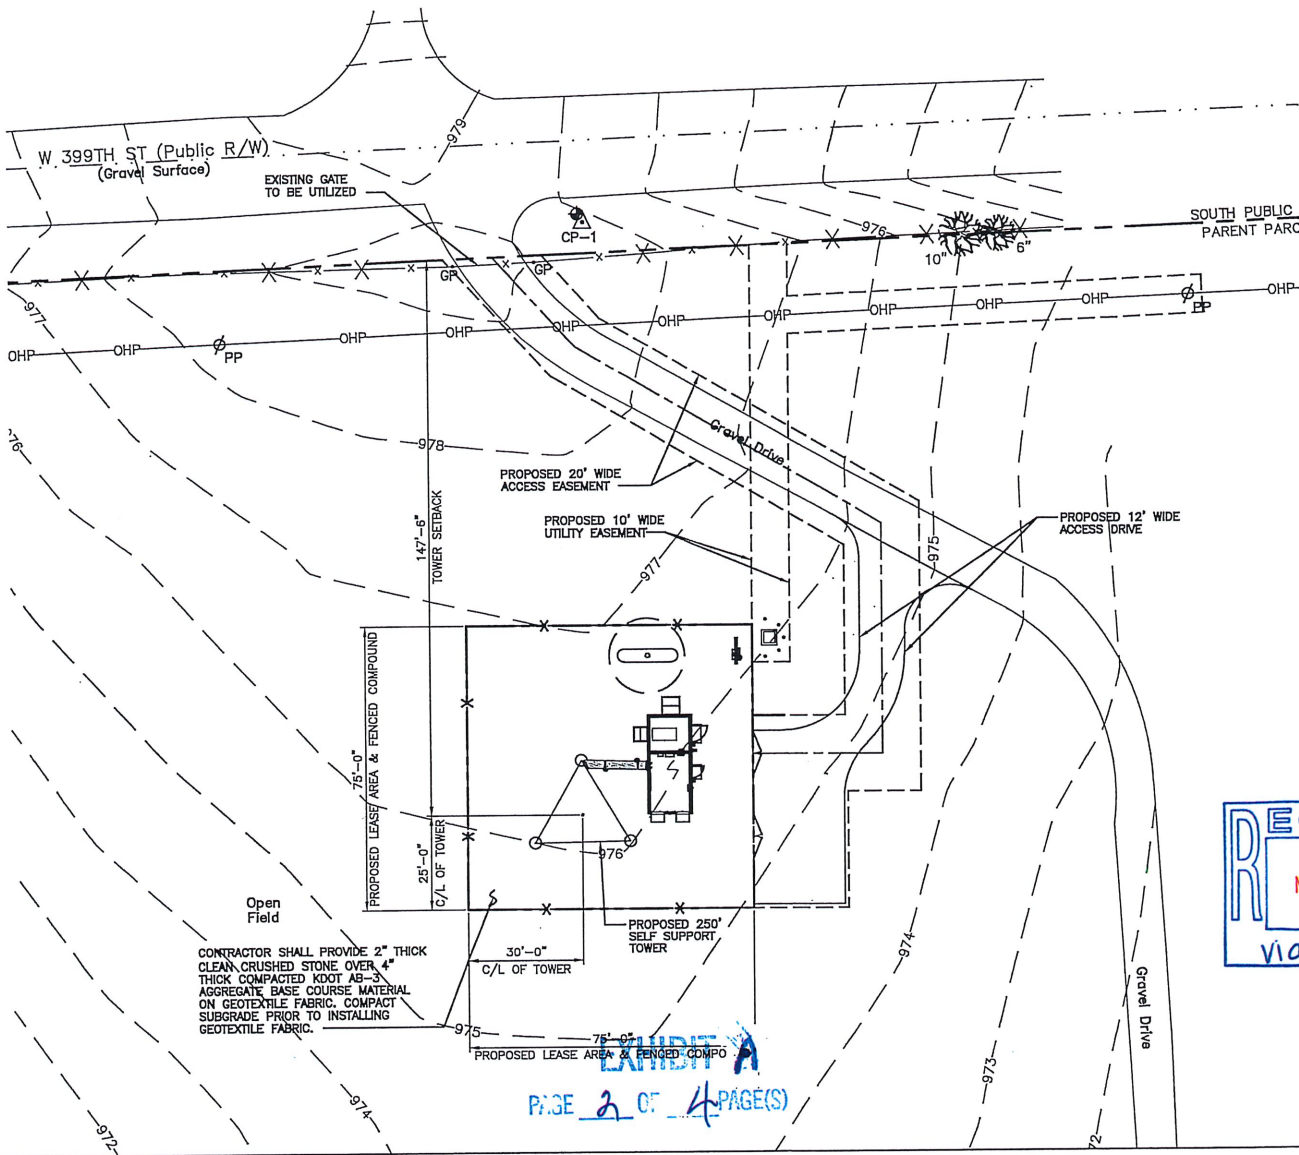 979
W 399TH ST (Public R/W)
(Gravel Surface)
EXISTING GATE
TO BE UTILIZED
CP-1
976
10"
6"
SOUTH PUBLIC
PARENT PARC
GP
GP
977
OHP
OHP
PP
OHP
OHP
OHP
OHP
OHP
OHP
OHP
OHP
PP
OHP
978
Gravel Drive
PROPOSED 20' WIDE
ACCESS EASEMENT
PROPOSED 10' WIDE
UTILITY EASEMENT
PROPOSED 12' WIDE
ACCESS DRIVE
975
977
147'-6"
TOWER SETBACK
75'-0"
PROPOSED LEASE AREA & FENCED COMPOUND
25'-0"
C/L OF TOWER
976
Open
Field
PROPOSED 250'
SELF SUPPORT
TOWER
30'-0"
C/L OF TOWER
CONTRACTOR SHALL PROVIDE 2" THICK
CLEAN CRUSHED STONE OVER 4"
THICK COMPACTED KDOT AB-3
AGGREGATE BASE COURSE MATERIAL
ON GEOTEXTILE FABRIC. COMPACT
SUBGRADE PRIOR TO INSTALLING
GEOTEXTILE FABRIC.
975
75'-0"
PROPOSED LEASE AREA & FENCED COMPO
974
Gravel Drive
973
974
972
72
EXHIBIT A
PAGE 2 OF 4 PAGE(S)